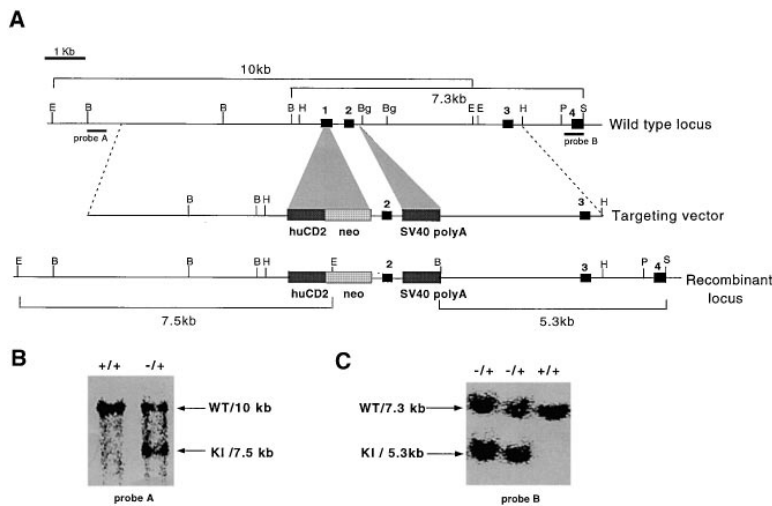 A
1 Kb
10kb
7.3kb
E B B B H 1 2 Bg Bg E E 3 H P 4 S
probe A
probe B
Wild type locus
B B H 2 3 H
huCD2 neo SV40 polyA
Targeting vector
E B B B H E 2 B 3 H P 4 S
huCD2 neo SV40 polyA
Recombinant
locus
7.5kb
5.3kb
B
+/+ -/+
WT/10 kb
KI /7.5 kb
probe A
C
-/+ -/+ +/+
WT/7.3 kb
KI / 5.3kb
probe B